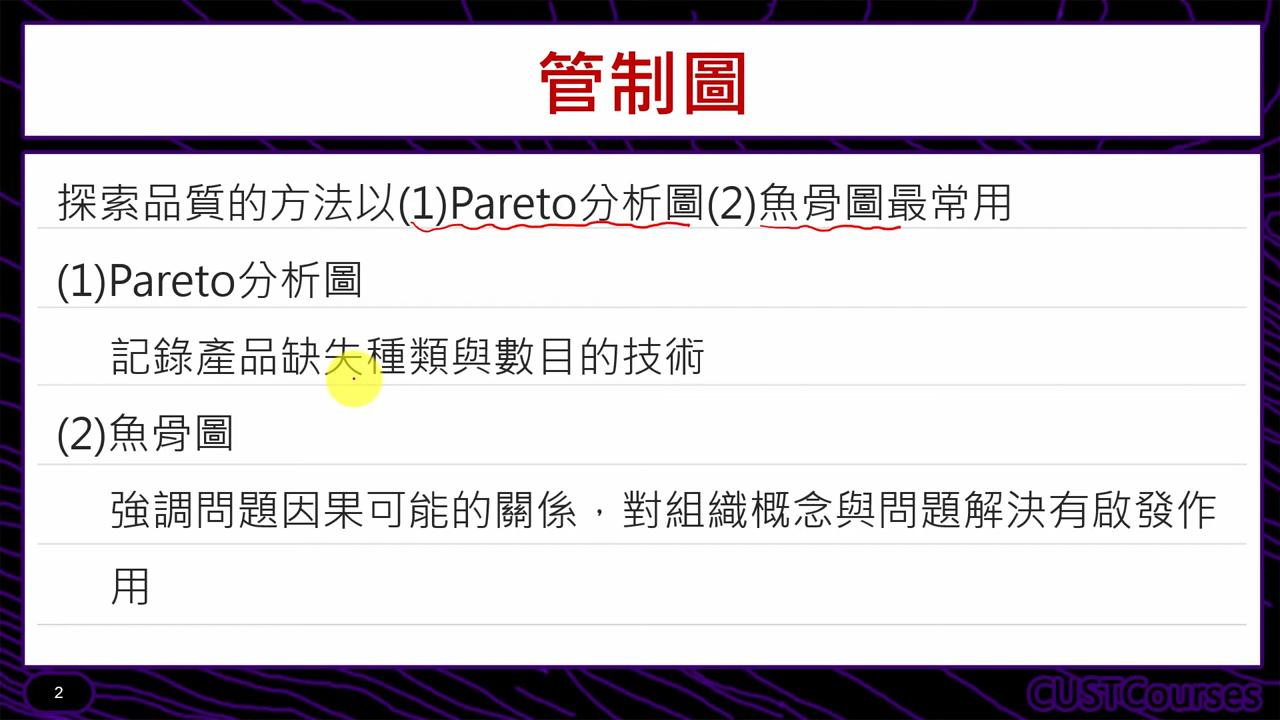 管制圖
探索品質的方法以(1)Pareto分析圖(2)魚骨圖最常用
(1)Pareto分析圖
記錄產品缺失種類與數目的技術
(2)魚骨圖
強調問題因果可能的關係，對組織概念與問題解決有啟發作
用
2
CUSTCourses